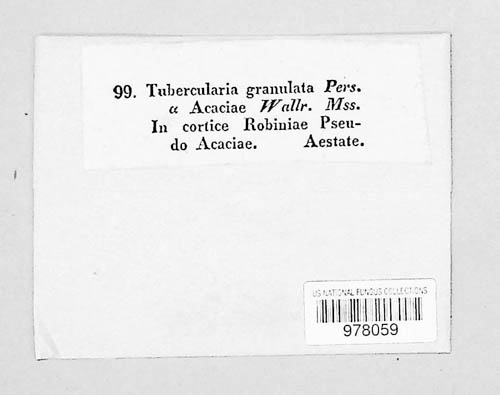 99. Tubercularia granulata Pers.
α Acaciae Wallr. Mss.
In cortice Robiniae Pseu-
do Acaciae. Aestate.
US NATIONAL FUNGUS COLLECTIONS
978059